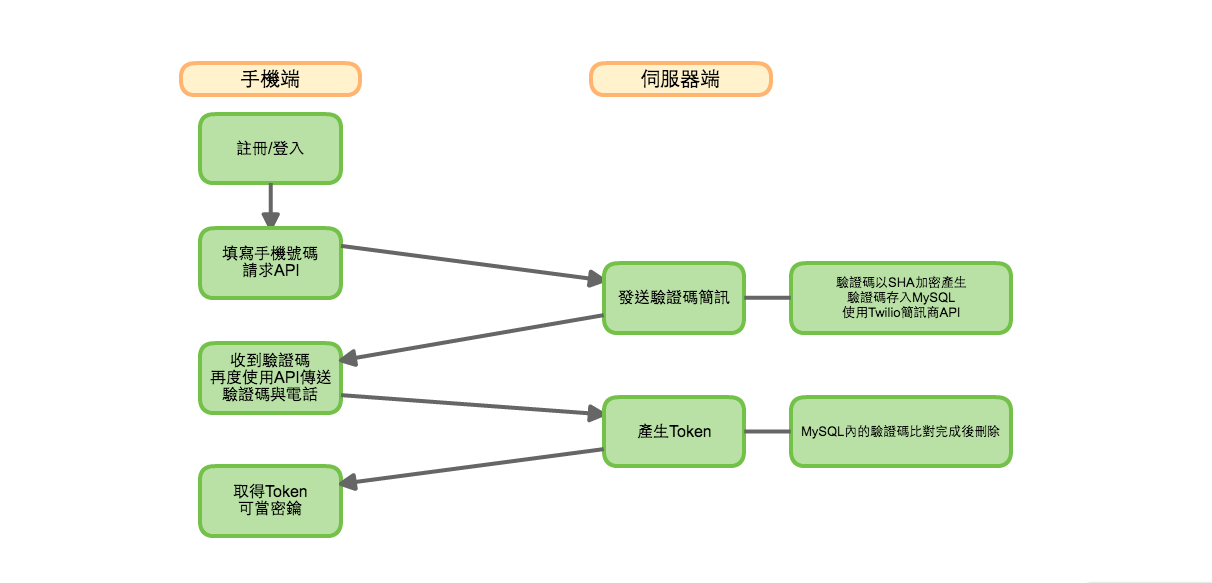 手機端
伺服器端
註冊/登入
填寫手機號碼
請求API
發送驗證碼簡訊
驗證碼以SHA加密產生
驗證碼存入MySQL
使用Twilio簡訊商API
收到驗證碼
再度使用API傳送
驗證碼與電話
產生Token
MySQL內的驗證碼比對完成後刪除
取得Token
可當密鑰